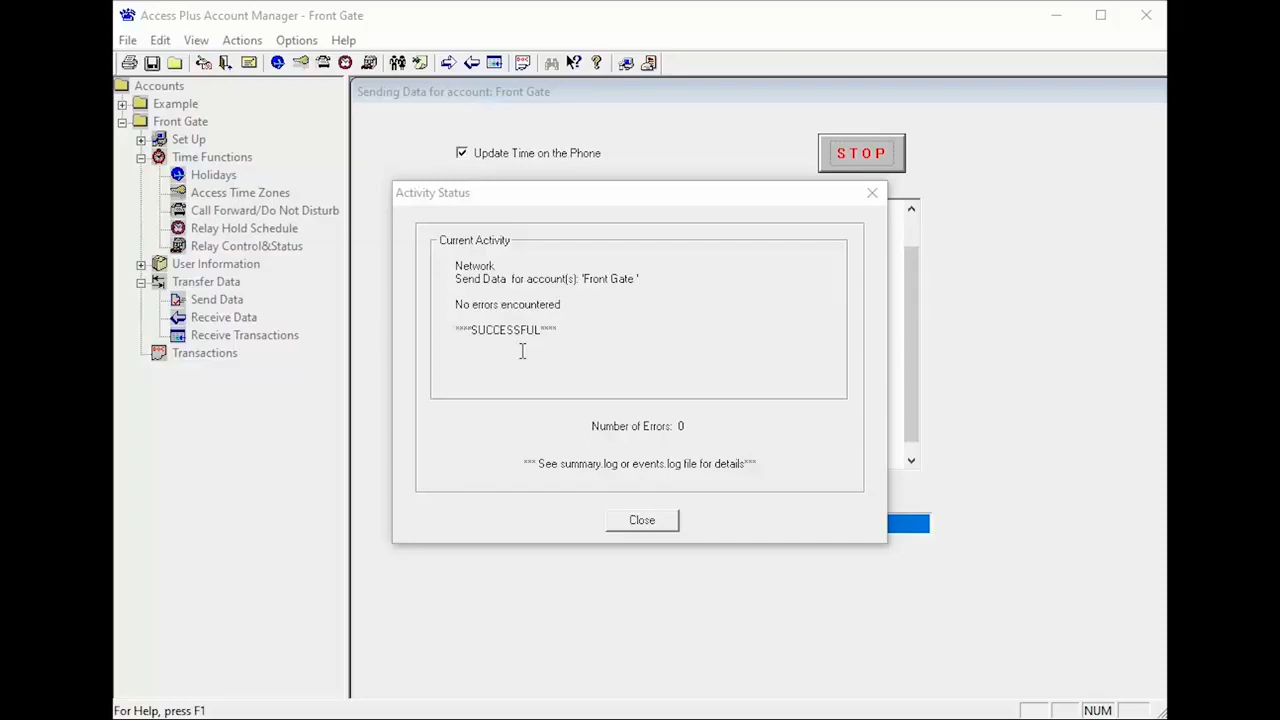 Access Plus Account Manager - Front Gate
File Edit View Actions Options Help
Accounts
Example
Front Gate
Set Up
Time Functions
Holidays
Access Time Zones
Call Forward/Do Not Disturb
Relay Hold Schedule
Relay Control&Status
User Information
Transfer Data
Send Data
Receive Data
Receive Transactions
Transactions
Sending Data for account: Front Gate
Update Time on the Phone
STOP
Activity Status
Current Activity
Network
Send Data for account(s): 'Front Gate '
No errors encountered
****SUCCESSFUL****
Number of Errors: 0
*** See summary.log or events.log file for details***
Close
For Help, press F1
NUM